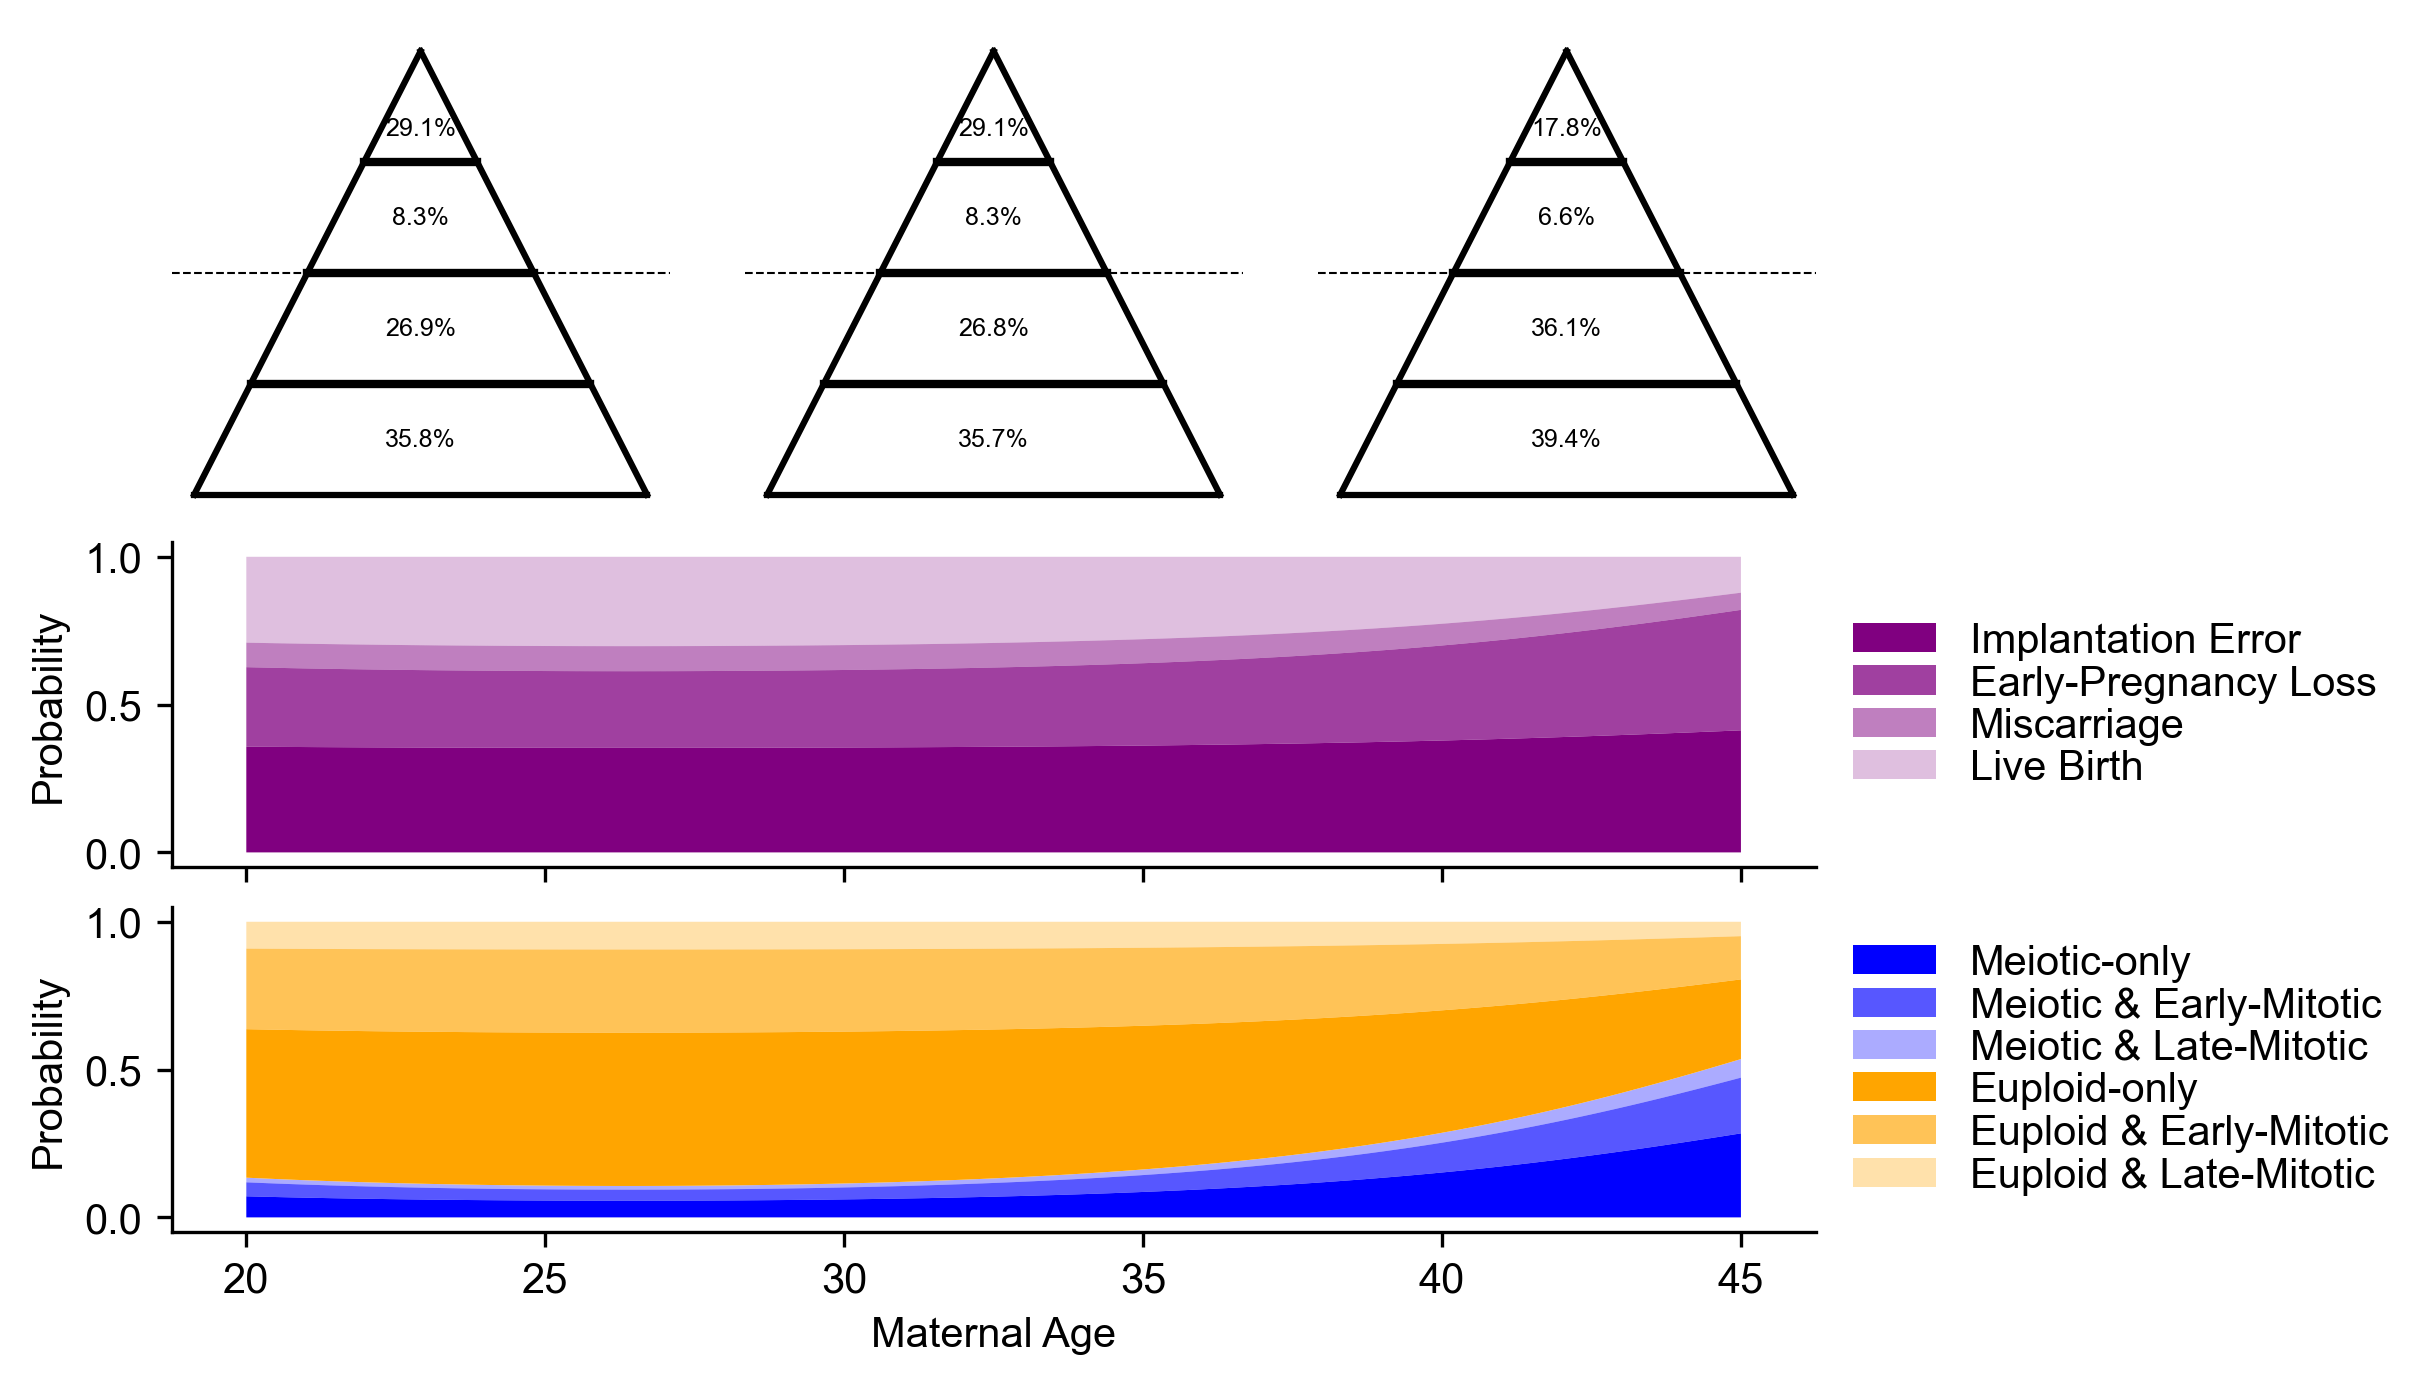 29.1%
8.3%
26.9%
35.8%
29.1%
8.3%
26.8%
35.7%
17.8%
6.6%
36.1%
39.4%
Probability
1.0
0.5
0.0
Implantation Error
Early-Pregnancy Loss
Miscarriage
Live Birth
Probability
1.0
0.5
0.0
20 25 30 35 40 45
Maternal Age
Meiotic-only
Meiotic & Early-Mitotic
Meiotic & Late-Mitotic
Euploid-only
Euploid & Early-Mitotic
Euploid & Late-Mitotic